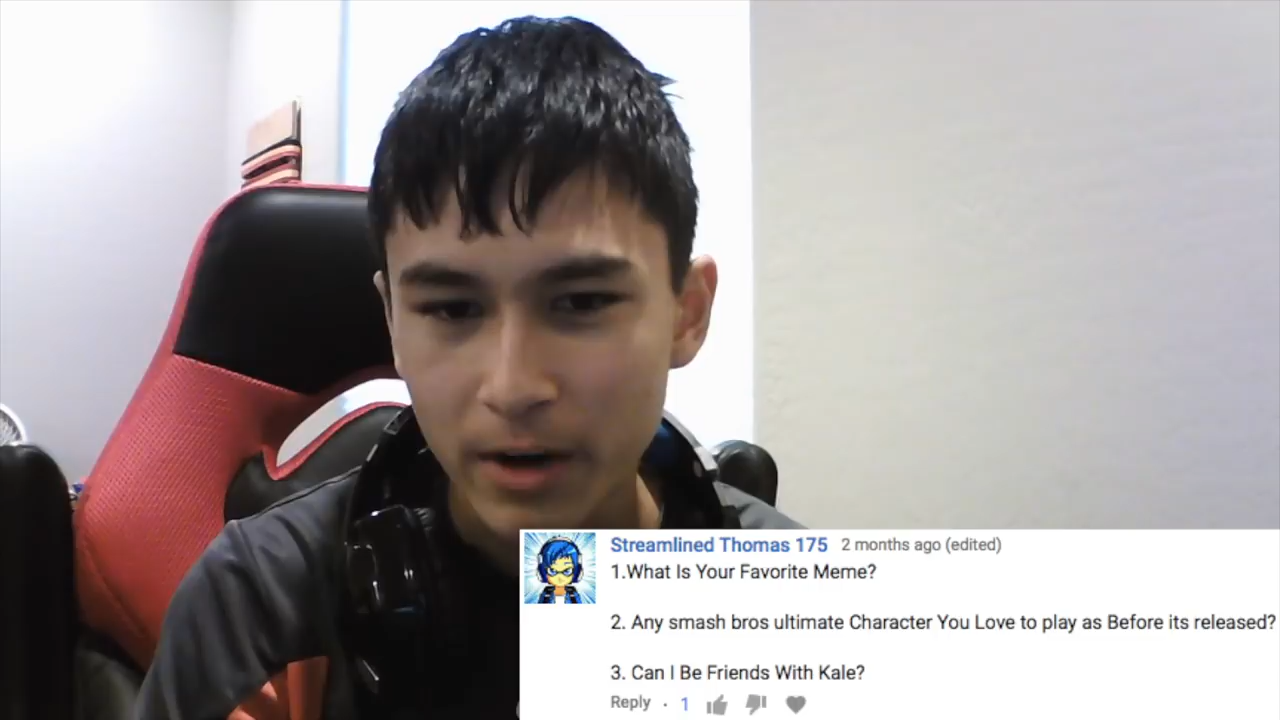 Streamlined Thomas 175 2 months ago (edited)
1.What Is Your Favorite Meme?
2. Any smash bros ultimate Character You Love to play as Before its released?
3. Can I Be Friends With Kale?
Reply · 1